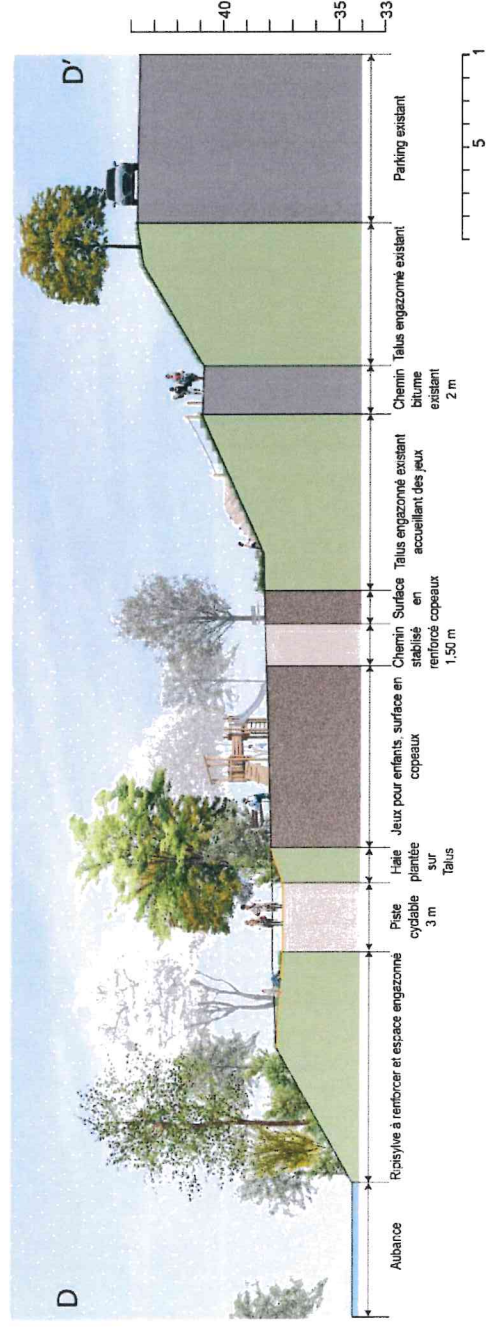 D
D'
40
35
33
Aubance
Ripisylve à renforcer et espace engazonné
Piste
cyclable
3 m
Haie
plantée
sur
Talus
Jeux pour enfants, surface en
copeaux
Chemin
stablisé
renforcé
1,50 m
Surface
en
copeaux
Talus engazonné existant
accueillant des jeux
Chemin
bitume
existant
2 m
Talus engazonné existant
Parking existant
5
1